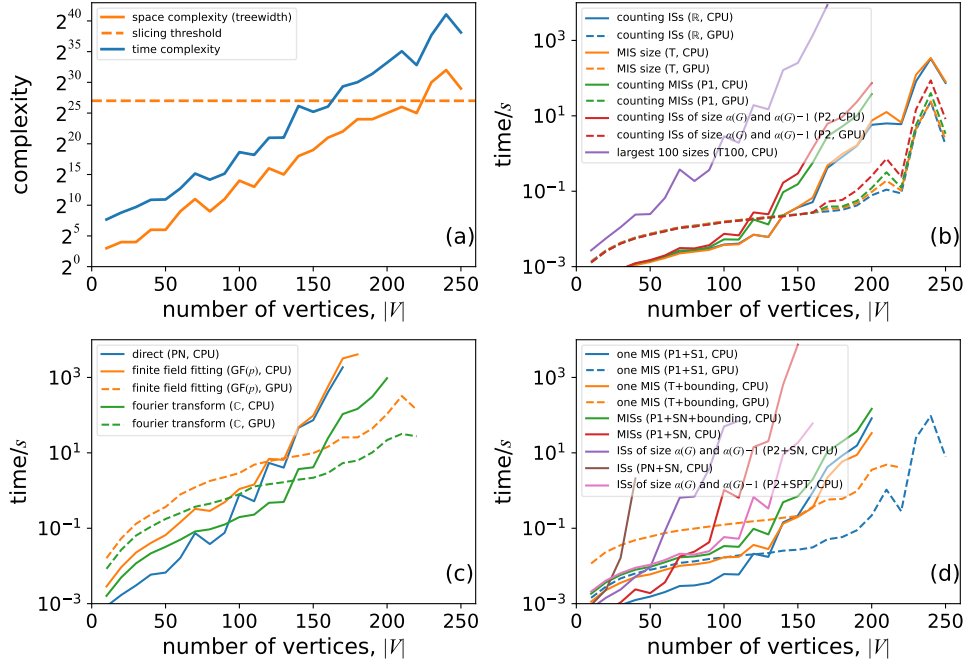 space complexity (treewidth)
slicing threshold
time complexity
2^40
2^35
2^30
2^25
2^20
2^15
2^10
2^5
2^0
complexity
(a)
0 50 100 150 200 250
number of vertices, |V|
counting ISs (ℝ, CPU)
counting ISs (ℝ, GPU)
MIS size (T, CPU)
MIS size (T, GPU)
counting MISs (P1, CPU)
counting MISs (P1, GPU)
counting ISs of size α(G) and α(G)−1 (P2, CPU)
counting ISs of size α(G) and α(G)−1 (P2, GPU)
largest 100 sizes (T100, CPU)
10^3
10^1
10^−1
10^−3
time/s
(b)
0 50 100 150 200 250
number of vertices, |V|
direct (PN, CPU)
finite field fitting (GF(p), CPU)
finite field fitting (GF(p), GPU)
fourier transform (ℂ, CPU)
fourier transform (ℂ, GPU)
10^3
10^1
10^−1
10^−3
time/s
(c)
0 50 100 150 200 250
number of vertices, |V|
one MIS (P1+S1, CPU)
one MIS (P1+S1, GPU)
one MIS (T+bounding, CPU)
one MIS (T+bounding, GPU)
MISs (P1+SN+bounding, CPU)
MISs (P1+SN, CPU)
ISs of size α(G) and α(G)−1 (P2+SN, CPU)
ISs (PN+SN, CPU)
ISs of size α(G) and α(G)−1 (P2+SPT, CPU)
10^3
10^1
10^−1
10^−3
time/s
(d)
0 50 100 150 200 250
number of vertices, |V|